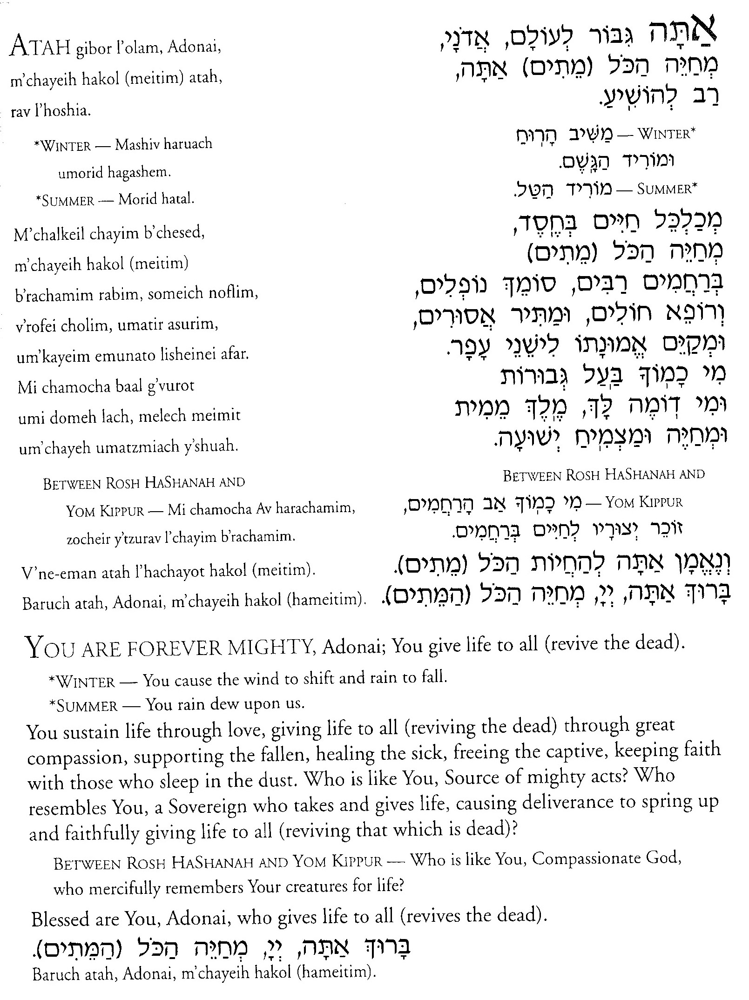 ATAH gibor l'olam, Adonai,
m'chayeih hakol (meitim) atah,
rav l'hoshia.
*WINTER — Mashiv haruach
umorid hagashem.
*SUMMER — Morid hatal.
M'chalkeil chayim b'chesed,
m'chayeih hakol (meitim)
b'rachamim rabim, someich noflim,
v'rofei cholim, umatir asurim,
um'kayeim emunato lisheinei afar.
Mi chamocha baal g'vurot
umi domeh lach, melech meimit
um'chayeh umatzmiach y'shuah.
BETWEEN ROSH HASHANAH AND
YOM KIPPUR — Mi chamocha Av harachamim,
zocheir y'tzurav l'chayim b'rachamim.
V'ne-eman atah l'hachayot hakol (meitim).
Baruch atah, Adonai, m'chayeih hakol (hameitim).
אַתָּה גִּבּוֹר לְעוֹלָם, אֲדֹנָי,
מְחַיֵּה הַכֹּל (מֵתִים) אַתָּה,
רַב לְהוֹשִֽׁיעַ.
*WINTER — מַשִּׁיב הָרֽוּחַ
וּמוֹרִיד הַגָּֽשֶׁם.
*SUMMER — מוֹרִיד הַטַּל.
מְכַלְכֵּל חַיִּים בְּחֶֽסֶד,
מְחַיֵּה הַכֹּל (מֵתִים)
בְּרַחֲמִים רַבִּים, סוֹמֵךְ נוֹפְלִים,
וְרוֹפֵא חוֹלִים, וּמַתִּיר אֲסוּרִים,
וּמְקַיֵּם אֱמוּנָתוֹ לִישֵׁנֵי עָפָר.
מִי כָמֽוֹךָ בַּֽעַל גְּבוּרוֹת
וּמִי דֽוֹמֶה לָּךְ, מֶֽלֶךְ מֵמִית
וּמְחַיֶּה וּמַצְמִֽיחַ יְשׁוּעָה.
BETWEEN ROSH HASHANAH AND
YOM KIPPUR — מִי כָמֽוֹךָ אַב הָרַחֲמִים,
זוֹכֵר יְצוּרָיו לְחַיִּים בְּרַחֲמִים.
וְנֶאֱמָן אַתָּה לְהַחֲיוֹת הַכֹּל (מֵתִים).
בָּרוּךְ אַתָּה, יְיָ, מְחַיֵּה הַכֹּל (הַמֵּתִים).
YOU ARE FOREVER MIGHTY, Adonai; You give life to all (revive the dead).
*WINTER — You cause the wind to shift and rain to fall.
*SUMMER — You rain dew upon us.
You sustain life through love, giving life to all (reviving the dead) through great
compassion, supporting the fallen, healing the sick, freeing the captive, keeping faith
with those who sleep in the dust. Who is like You, Source of mighty acts? Who
resembles You, a Sovereign who takes and gives life, causing deliverance to spring up
and faithfully giving life to all (reviving that which is dead)?
BETWEEN ROSH HASHANAH AND YOM KIPPUR — Who is like You, Compassionate God,
who mercifully remembers Your creatures for life?
Blessed are You, Adonai, who gives life to all (revives the dead).
בָּרוּךְ אַתָּה, יְיָ, מְחַיֵּה הַכֹּל (הַמֵּתִים).
Baruch atah, Adonai, m'chayeih hakol (hameitim).